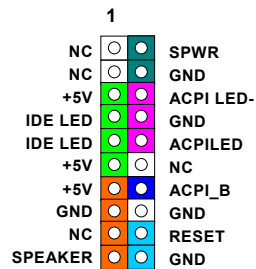 1
NC SPWR
NC GND
+5V ACPI LED-
IDE LED GND
IDE LED ACPILED
+5V NC
+5V ACPI_B
GND GND
NC RESET
SPEAKER GND